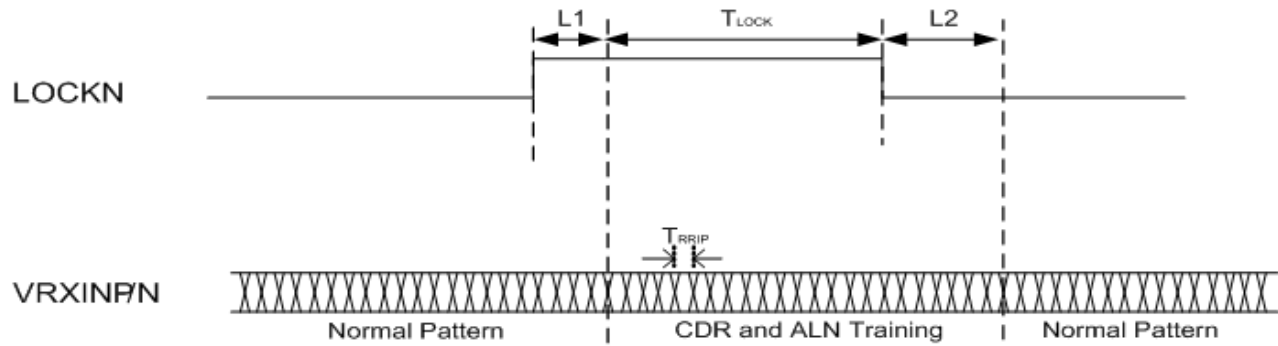 L1 TLOCK L2
LOCKN
TRRIP
VRXINP/N
Normal Pattern CDR and ALN Training Normal Pattern